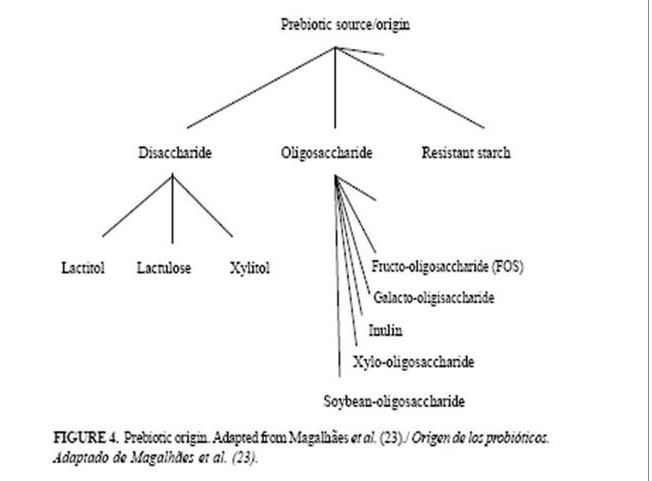 Prebiotic source/origin
Disaccharide Oligosaccharide Resistant starch
Lactitol Lactulose Xylitol
Fructo-oligosaccharide (FOS)
Galacto-oligisaccharide
Inulin
Xylo-oligosaccharide
Soybean-oligosaccharide
FIGURE 4. Prebiotic origin. Adapted from Magalhães et al. (23)./ Origen de los probióticos.
Adaptado de Magalhães et al. (23).